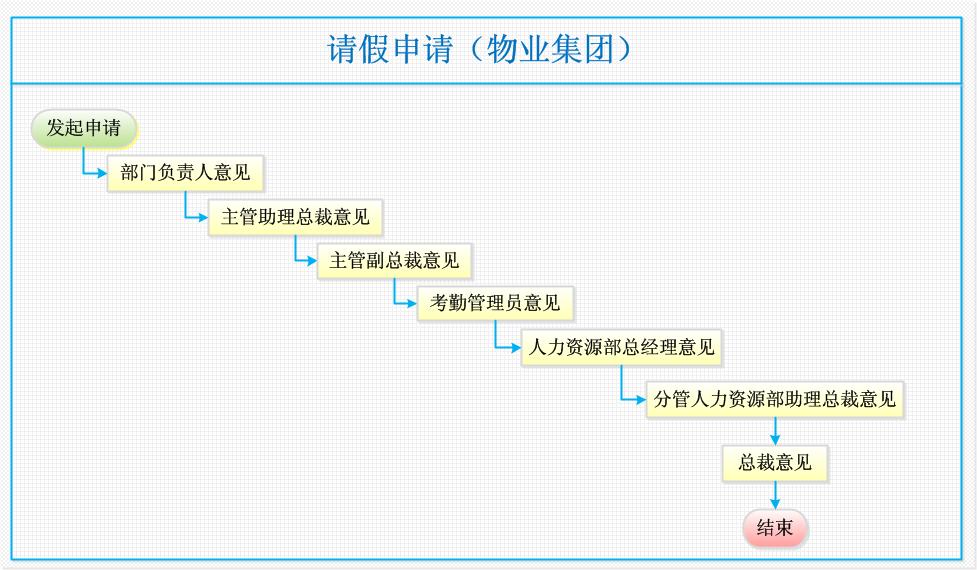 请假申请（物业集团）
发起申请
部门负责人意见
主管助理总裁意见
主管副总裁意见
考勤管理员意见
人力资源部总经理意见
分管人力资源部助理总裁意见
总裁意见
结束